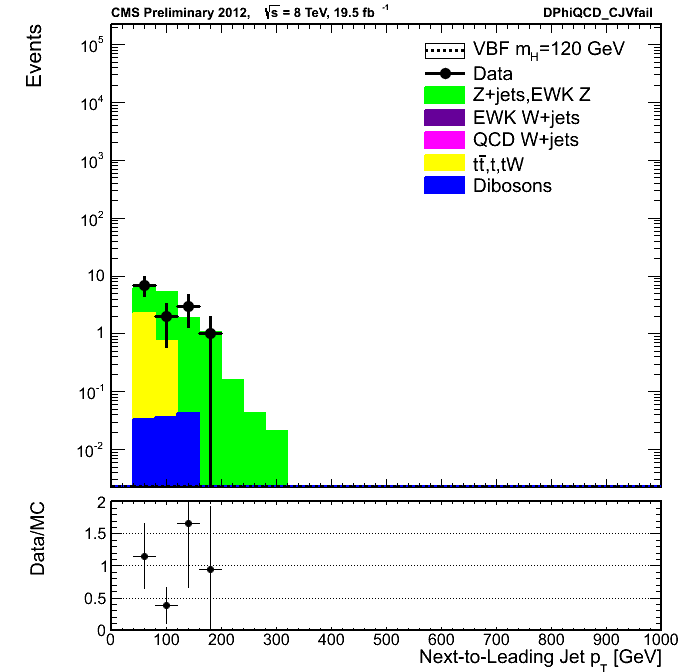 CMS Preliminary 2012, √s = 8 TeV, 19.5 fb⁻¹ DPhiQCD_CJVfail
Events
10⁵
10⁴
10³
10²
10
1
10⁻¹
10⁻²
VBF m_H=120 GeV
Data
Z+jets,EWK Z
EWK W+jets
QCD W+jets
tt̄,t,tW
Dibosons
Data/MC
2
1.5
1
0.5
0
0 100 200 300 400 500 600 700 800 900 1000
Next-to-Leading Jet p_T [GeV]